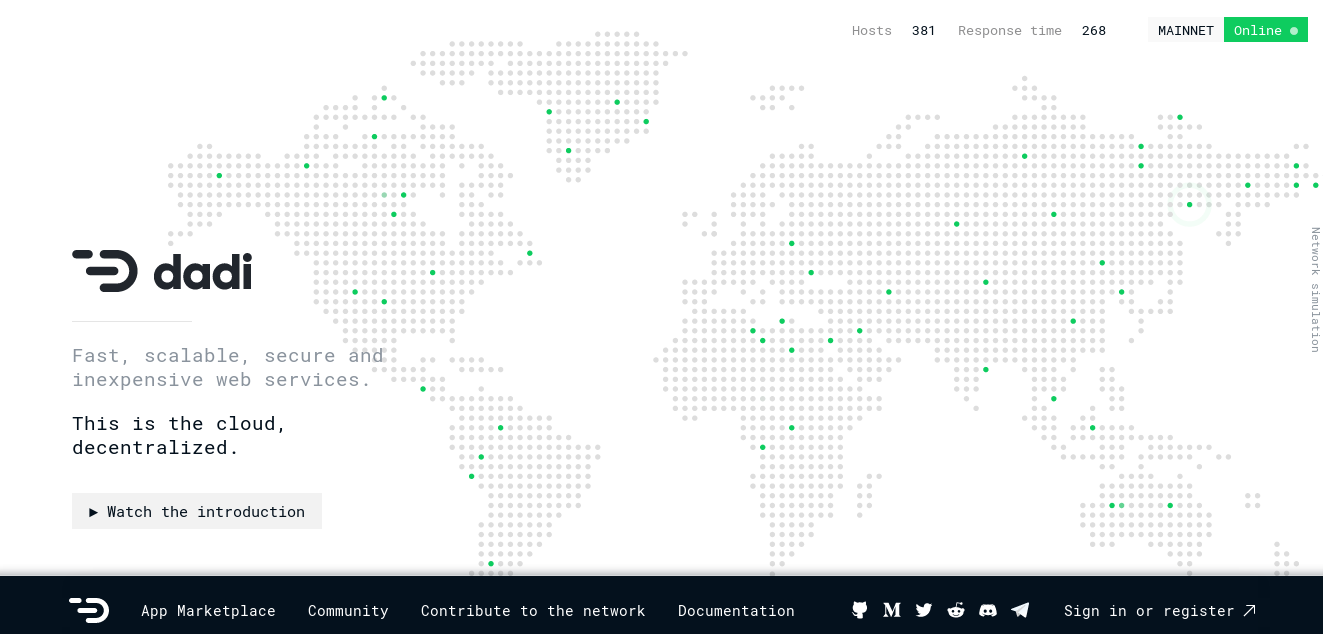 Hosts 381 Response time 268 MAINNET Online
Network simulation
dadi
Fast, scalable, secure and
inexpensive web services.
This is the cloud,
decentralized.
▶ Watch the introduction
App Marketplace Community Contribute to the network Documentation Sign in or register